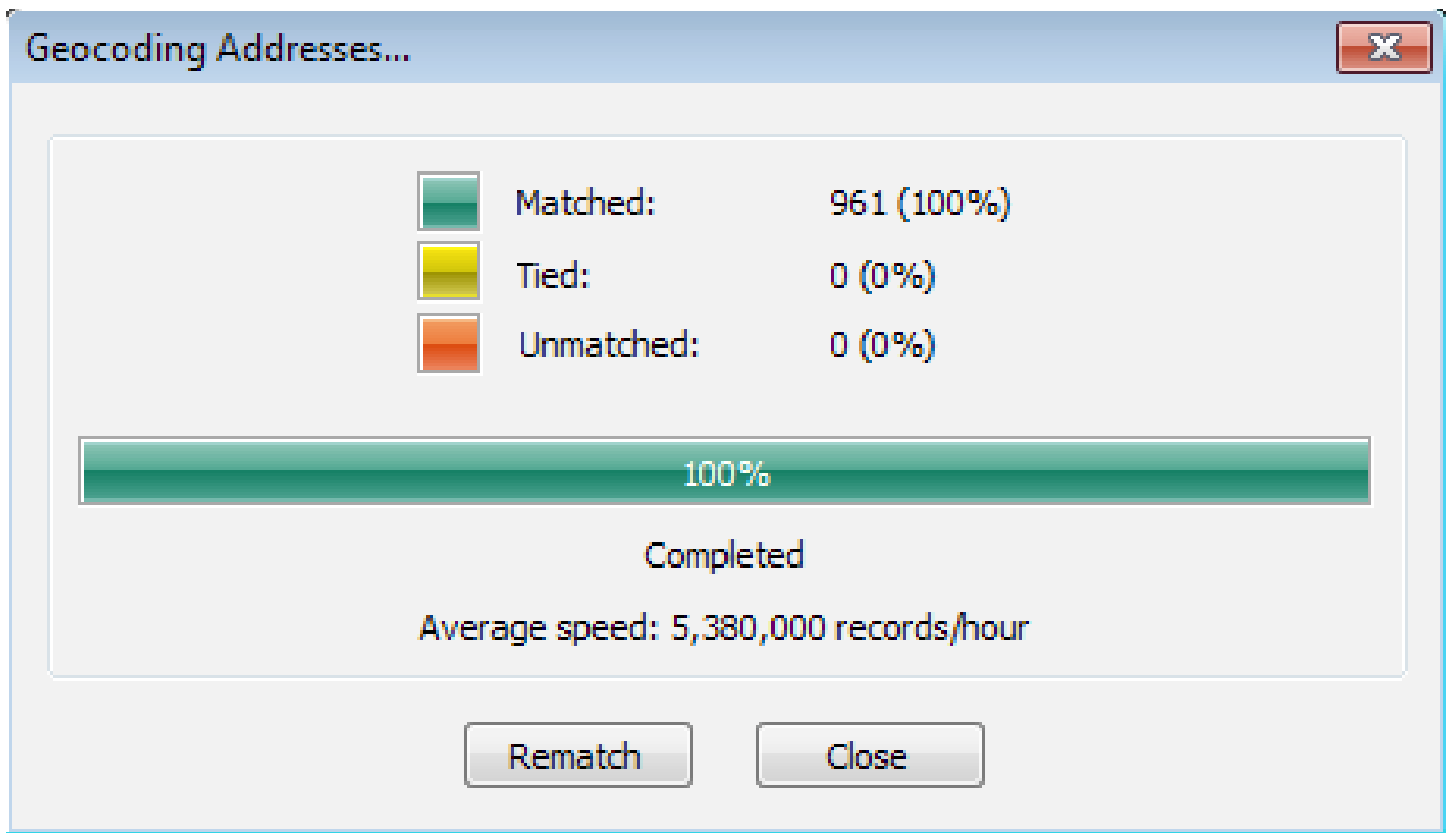 Geocoding Addresses...
Matched: 961 (100%)
Tied: 0 (0%)
Unmatched: 0 (0%)
100%
Completed
Average speed: 5,380,000 records/hour
Rematch Close